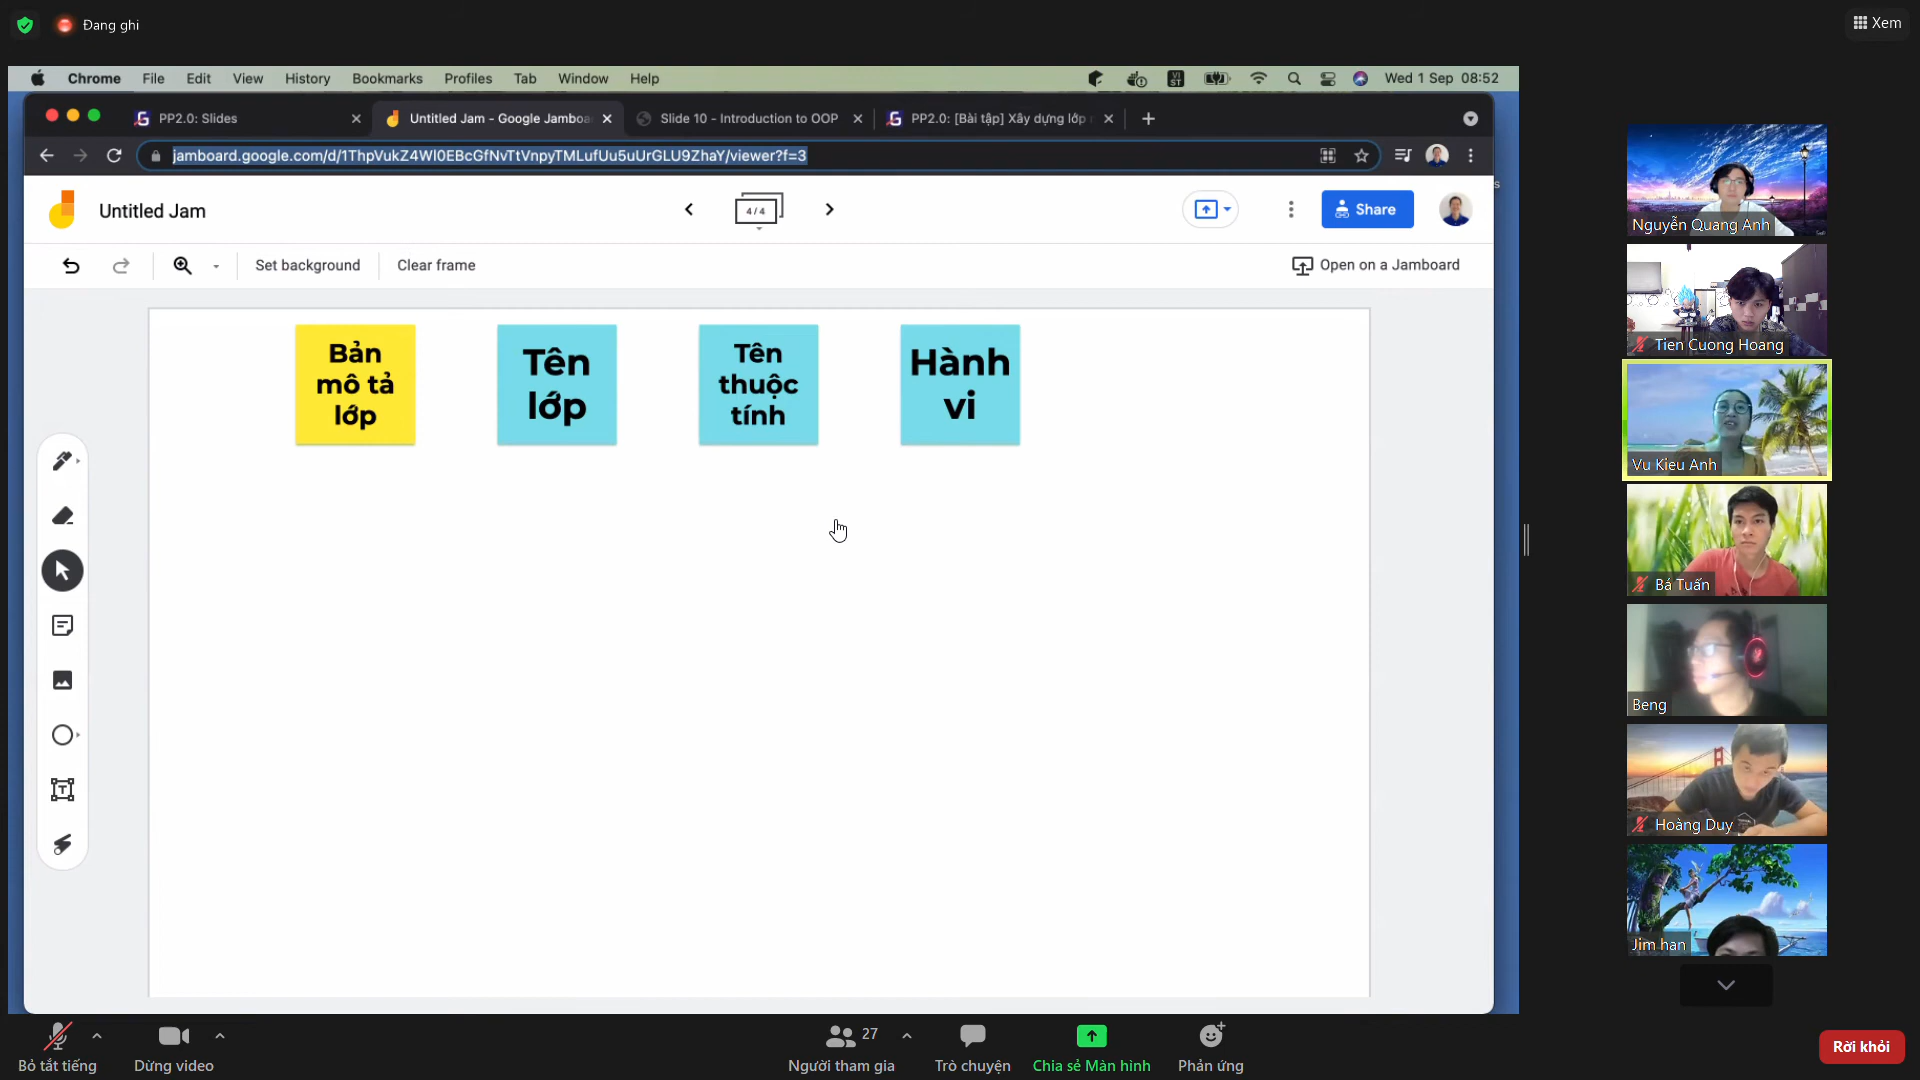 Đang ghi
Xem
Chrome File Edit View History Bookmarks Profiles Tab Window Help
VI
ST
Wed 1 Sep 08:52
PP2.0: Slides
Untitled Jam - Google Jamboa
Slide 10 - Introduction to OOP
PP2.0: [Bài tập] Xây dựng lớp
jamboard.google.com/d/1ThpVukZ4Wl0EBcGfNvTtVnpyTMLufUu5uUrGLU9ZhaY/viewer?f=3
Untitled Jam
4/4
Share
Set background
Clear frame
Open on a Jamboard
Bản
mô tả
lớp
Tên
lớp
Tên
thuộc
tính
Hành
vi
Nguyễn Quang Anh
Tien Cuong Hoang
Vu Kieu Anh
Bá Tuấn
Beng
Hoàng Duy
Jim han
Bỏ tắt tiếng
Dừng video
27
Người tham gia
Trò chuyện
Chia sẻ Màn hình
Phản ứng
Rời khỏi